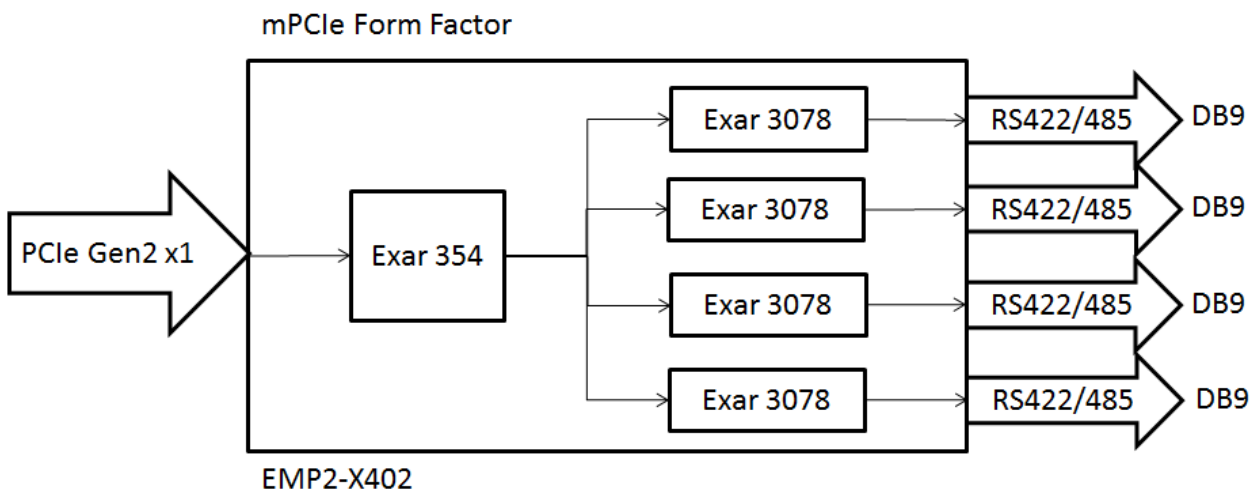 mPCIe Form Factor
PCIe Gen2 x1
Exar 354
Exar 3078
RS422/485
DB9
Exar 3078
RS422/485
DB9
Exar 3078
RS422/485
DB9
Exar 3078
RS422/485
DB9
EMP2-X402